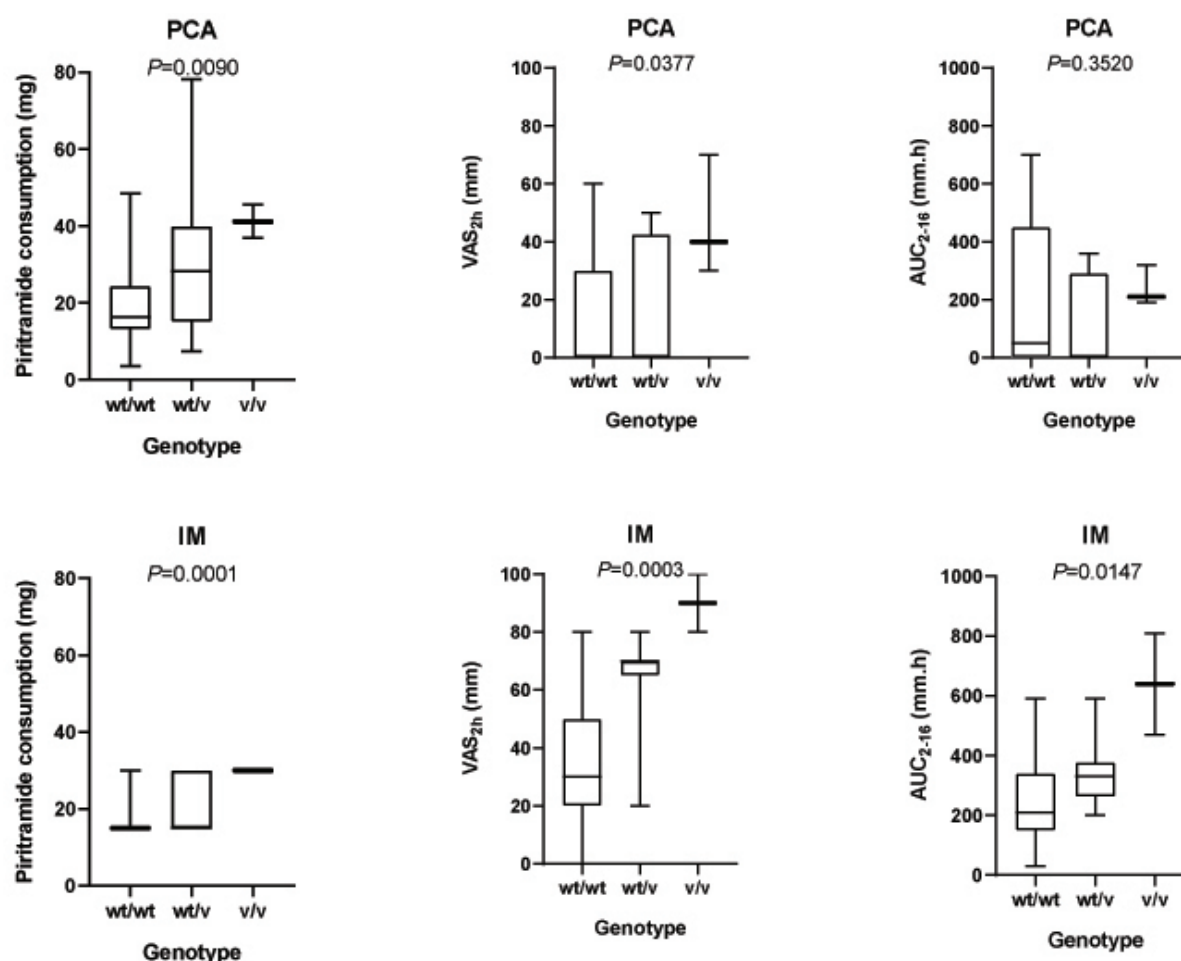 PCA
P=0.0090
Piritramide consumption (mg)
80
60
40
20
0
wt/wt wt/v v/v
Genotype
PCA
P=0.0377
VAS2h (mm)
100
80
60
40
20
0
wt/wt wt/v v/v
Genotype
PCA
P=0.3520
AUC2-16 (mm.h)
1000
800
600
400
200
0
wt/wt wt/v v/v
Genotype
IM
P=0.0001
Piritramide consumption (mg)
80
60
40
20
0
wt/wt wt/v v/v
Genotype
IM
P=0.0003
VAS2h (mm)
100
80
60
40
20
0
wt/wt wt/v v/v
Genotype
IM
P=0.0147
AUC2-16 (mm.h)
1000
800
600
400
200
0
wt/wt wt/v v/v
Genotype